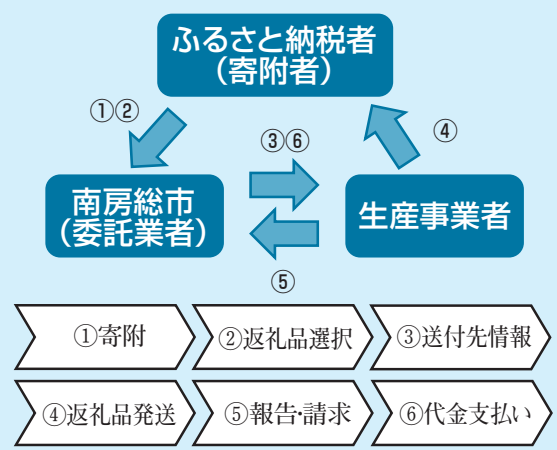 ふるさと納税者
（寄附者）
①②
③⑥
④
南房総市
（委託業者）
生産事業者
⑤
①寄附
②返礼品選択
③送付先情報
④返礼品発送
⑤報告・請求
⑥代金支払い